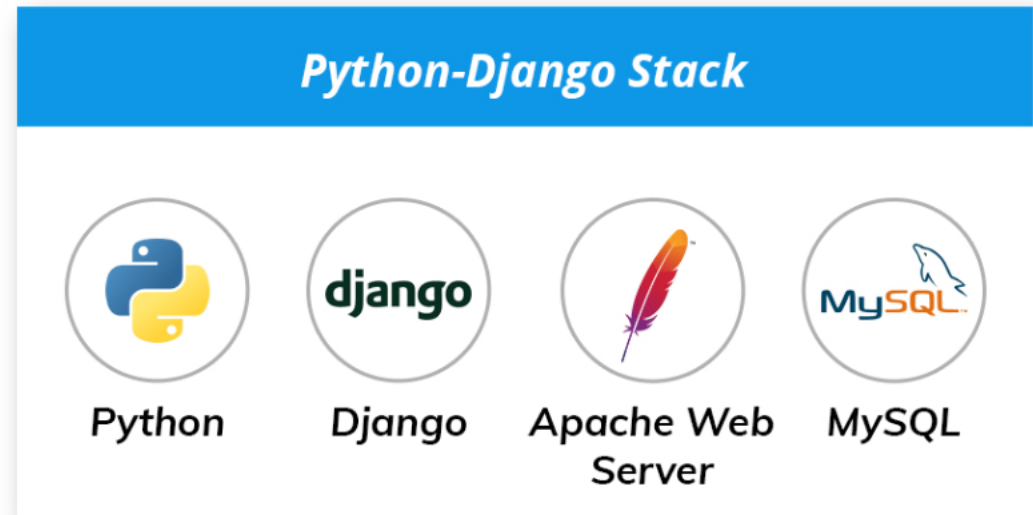 Python-Django Stack
django
MySQL
Python
Django
Apache Web
Server
MySQL